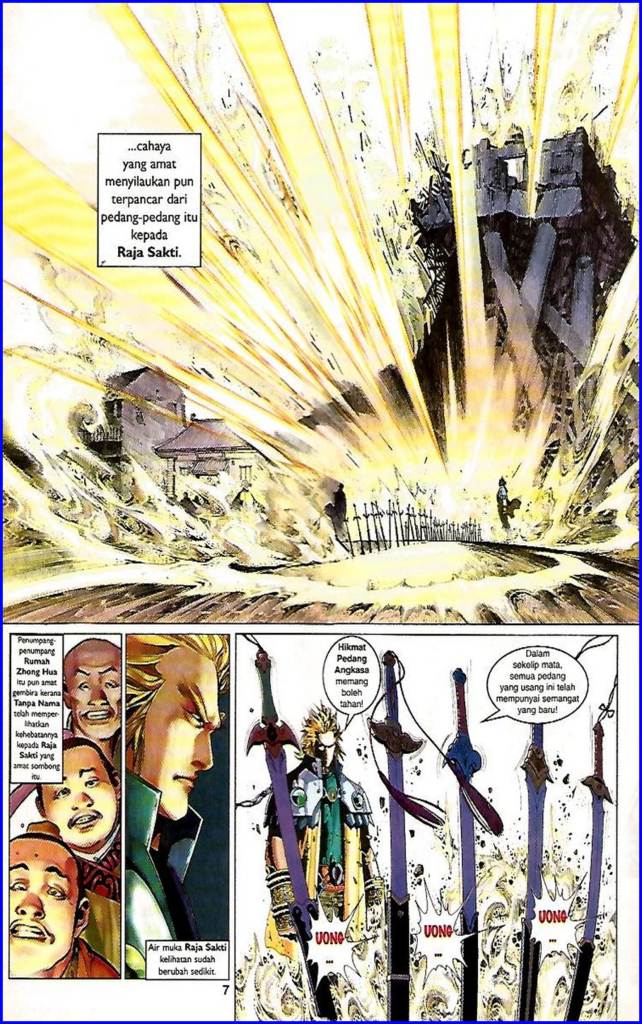 ...cahaya
yang amat
menyilaukan pun
terpancar dari
pedang-pedang itu
kepada
Raja Sakti.
Penumpang-
penumpang
Rumah
Zhong Hua
itu pun amat
gembira kerana
Tanpa Nama
telah memper-
lihatkan
kehebatannya
kepada Raja
Sakti yang
amat sombong
itu.
Air muka Raja Sakti
kelihatan sudah
berubah sedikit.
Hikmat
Pedang
Angkasa
memang
boleh
tahan!
Dalam
sekelip mata,
semua pedang
yang usang ini telah
mempunyai semangat
yang baru!
UONG
...
UONG
...
UONG
...
7